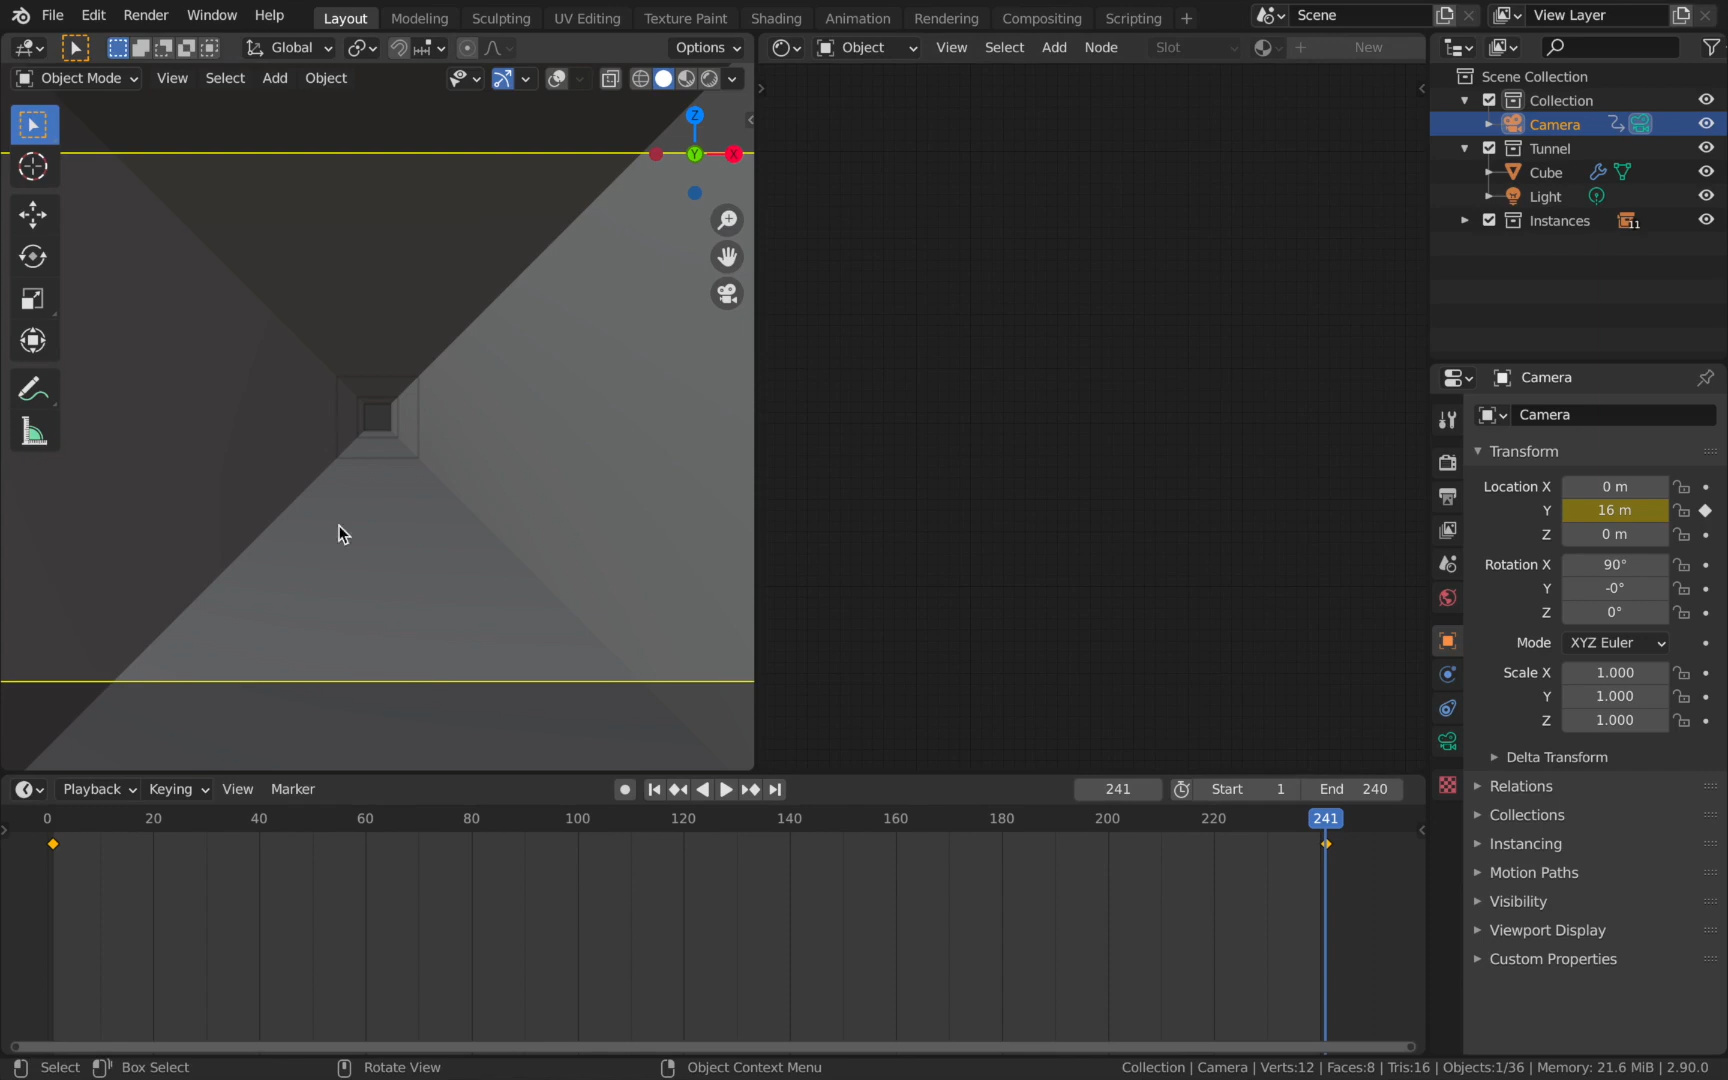 File Edit Render Window Help Layout Modeling Sculpting UV Editing Texture Paint Shading Animation Rendering Compositing Scripting + Scene View Layer
Global Options Object View Select Add Node Slot New
Object Mode View Select Add Object
Z
Y X
Scene Collection
Collection
Camera
Tunnel
Cube
Light
Instances 11
Camera
Camera
Transform
Location X 0 m
Y 16 m
Z 0 m
Rotation X 90°
Y -0°
Z 0°
Mode XYZ Euler
Scale X 1.000
Y 1.000
Z 1.000
Delta Transform
Relations
Collections
Instancing
Motion Paths
Visibility
Viewport Display
Custom Properties
Playback Keying View Marker 241 Start 1 End 240
0 20 40 60 80 100 120 140 160 180 200 220 241
Select Box Select Rotate View Object Context Menu Collection | Camera | Verts:12 | Faces:8 | Tris:16 | Objects:1/36 | Memory: 21.6 MiB | 2.90.0